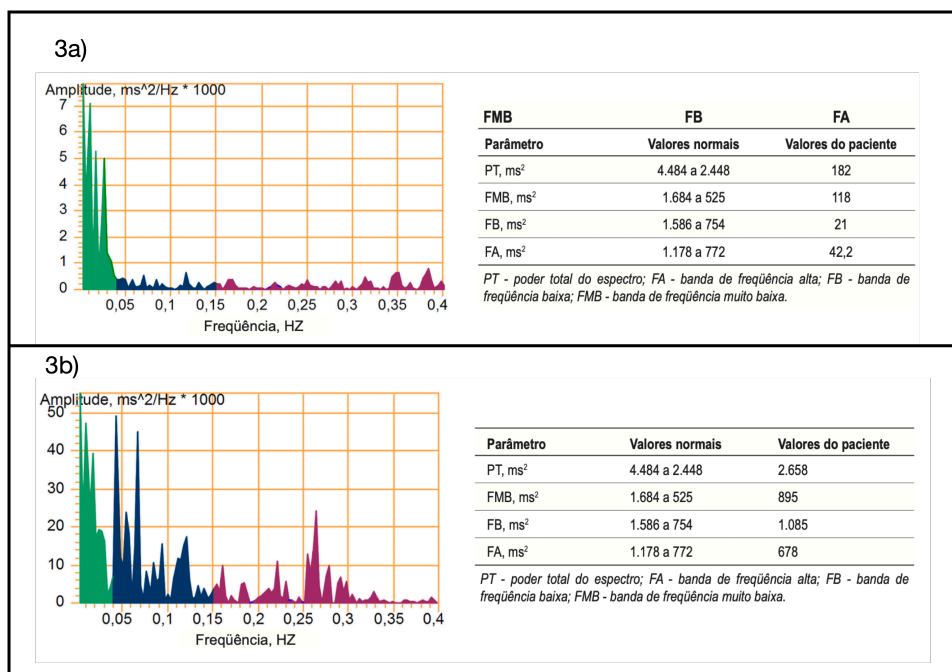 3a)
Amplitude, ms^2/Hz * 1000
7
6
5
4
3
2
1
0
0,05 0,1 0,15 0,2 0,25 0,3 0,35 0,4
Freqüência, HZ
FMB FB FA
Parâmetro Valores normais Valores do paciente
PT, ms² 4.484 a 2.448 182
FMB, ms² 1.684 a 525 118
FB, ms² 1.586 a 754 21
FA, ms² 1.178 a 772 42,2
PT - poder total do espectro; FA - banda de freqüência alta; FB - banda de
freqüência baixa; FMB - banda de freqüência muito baixa.
3b)
Amplitude, ms^2/Hz * 1000
50
40
30
20
10
0
0,05 0,1 0,15 0,2 0,25 0,3 0,35 0,4
Freqüência, HZ
Parâmetro Valores normais Valores do paciente
PT, ms² 4.484 a 2.448 2.658
FMB, ms² 1.684 a 525 895
FB, ms² 1.586 a 754 1.085
FA, ms² 1.178 a 772 678
PT - poder total do espectro; FA - banda de freqüência alta; FB - banda de
freqüência baixa; FMB - banda de freqüência muito baixa.